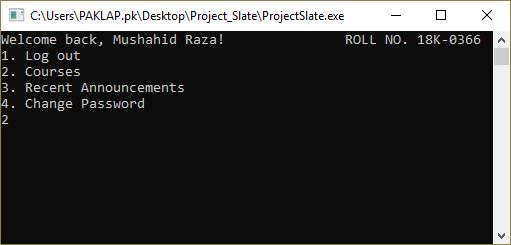 C:\Users\PAKLAP.pk\Desktop\Project_Slate\ProjectSlate.exe
Welcome back, Mushahid Raza! ROLL NO. 18K-0366
1. Log out
2. Courses
3. Recent Announcements
4. Change Password
2